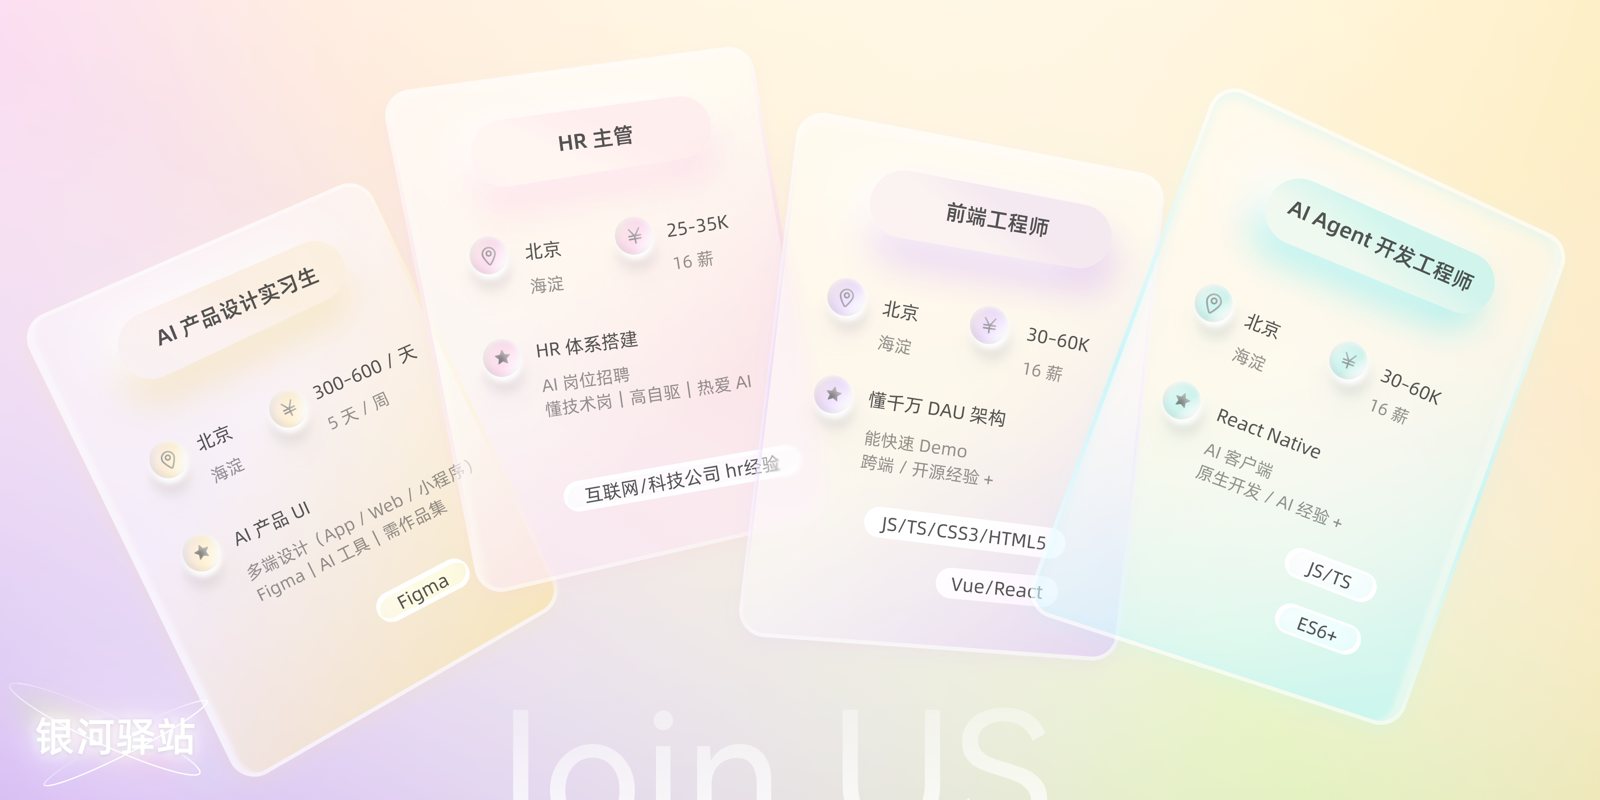 AI 产品设计实习生
北京
海淀
300-600 / 天
5 天 / 周
AI 产品 UI
多端设计（App / Web / 小程序）
Figma | AI 工具 | 需作品集
Figma
HR 主管
北京
海淀
25-35K
16 薪
HR 体系搭建
AI 岗位招聘
懂技术岗 | 高自驱 | 热爱 AI
互联网/科技公司 hr经验
前端工程师
北京
海淀
30-60K
16 薪
懂千万 DAU 架构
能快速 Demo
跨端 / 开源经验 +
JS/TS/CSS3/HTML5
Vue/React
AI Agent 开发工程师
北京
海淀
30-60K
16 薪
React Native
AI 客户端
原生开发 / AI 经验 +
JS/TS
ES6+
银河驿站
Join US